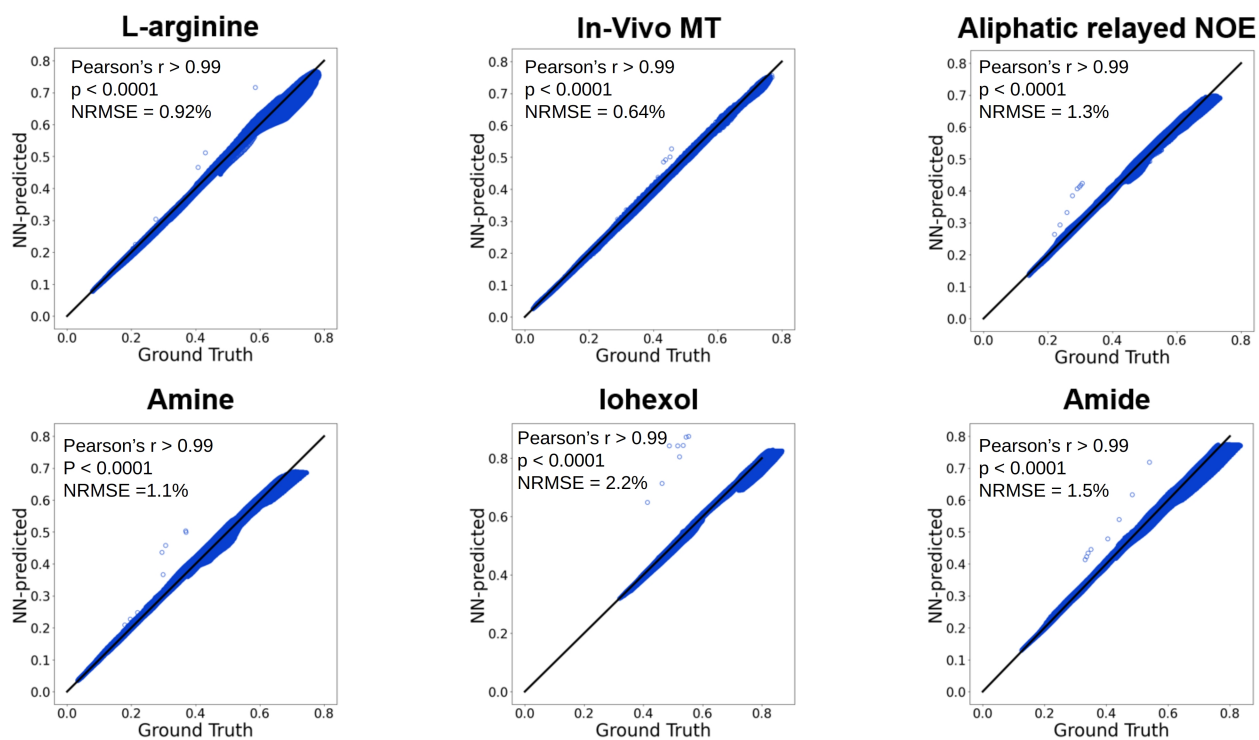 L-arginine
Pearson's r > 0.99
p < 0.0001
NRMSE = 0.92%
NN-predicted
0.8
0.7
0.6
0.5
0.4
0.3
0.2
0.1
0.0
0.0 0.2 0.4 0.6 0.8
Ground Truth
In-Vivo MT
Pearson's r > 0.99
p < 0.0001
NRMSE = 0.64%
NN-predicted
0.8
0.7
0.6
0.5
0.4
0.3
0.2
0.1
0.0
0.0 0.2 0.4 0.6 0.8
Ground Truth
Aliphatic relayed NOE
Pearson's r > 0.99
p < 0.0001
NRMSE = 1.3%
NN-predicted
0.8
0.7
0.6
0.5
0.4
0.3
0.2
0.1
0.0
0.0 0.2 0.4 0.6 0.8
Ground Truth
Amine
Pearson's r > 0.99
P < 0.0001
NRMSE =1.1%
NN-predicted
0.8
0.7
0.6
0.5
0.4
0.3
0.2
0.1
0.0
0.0 0.2 0.4 0.6 0.8
Ground Truth
Iohexol
Pearson's r > 0.99
p < 0.0001
NRMSE = 2.2%
NN-predicted
0.8
0.6
0.4
0.2
0.0
0.0 0.2 0.4 0.6 0.8
Ground Truth
Amide
Pearson's r > 0.99
p < 0.0001
NRMSE = 1.5%
NN-predicted
0.8
0.7
0.6
0.5
0.4
0.3
0.2
0.1
0.0
0.0 0.2 0.4 0.6 0.8
Ground Truth